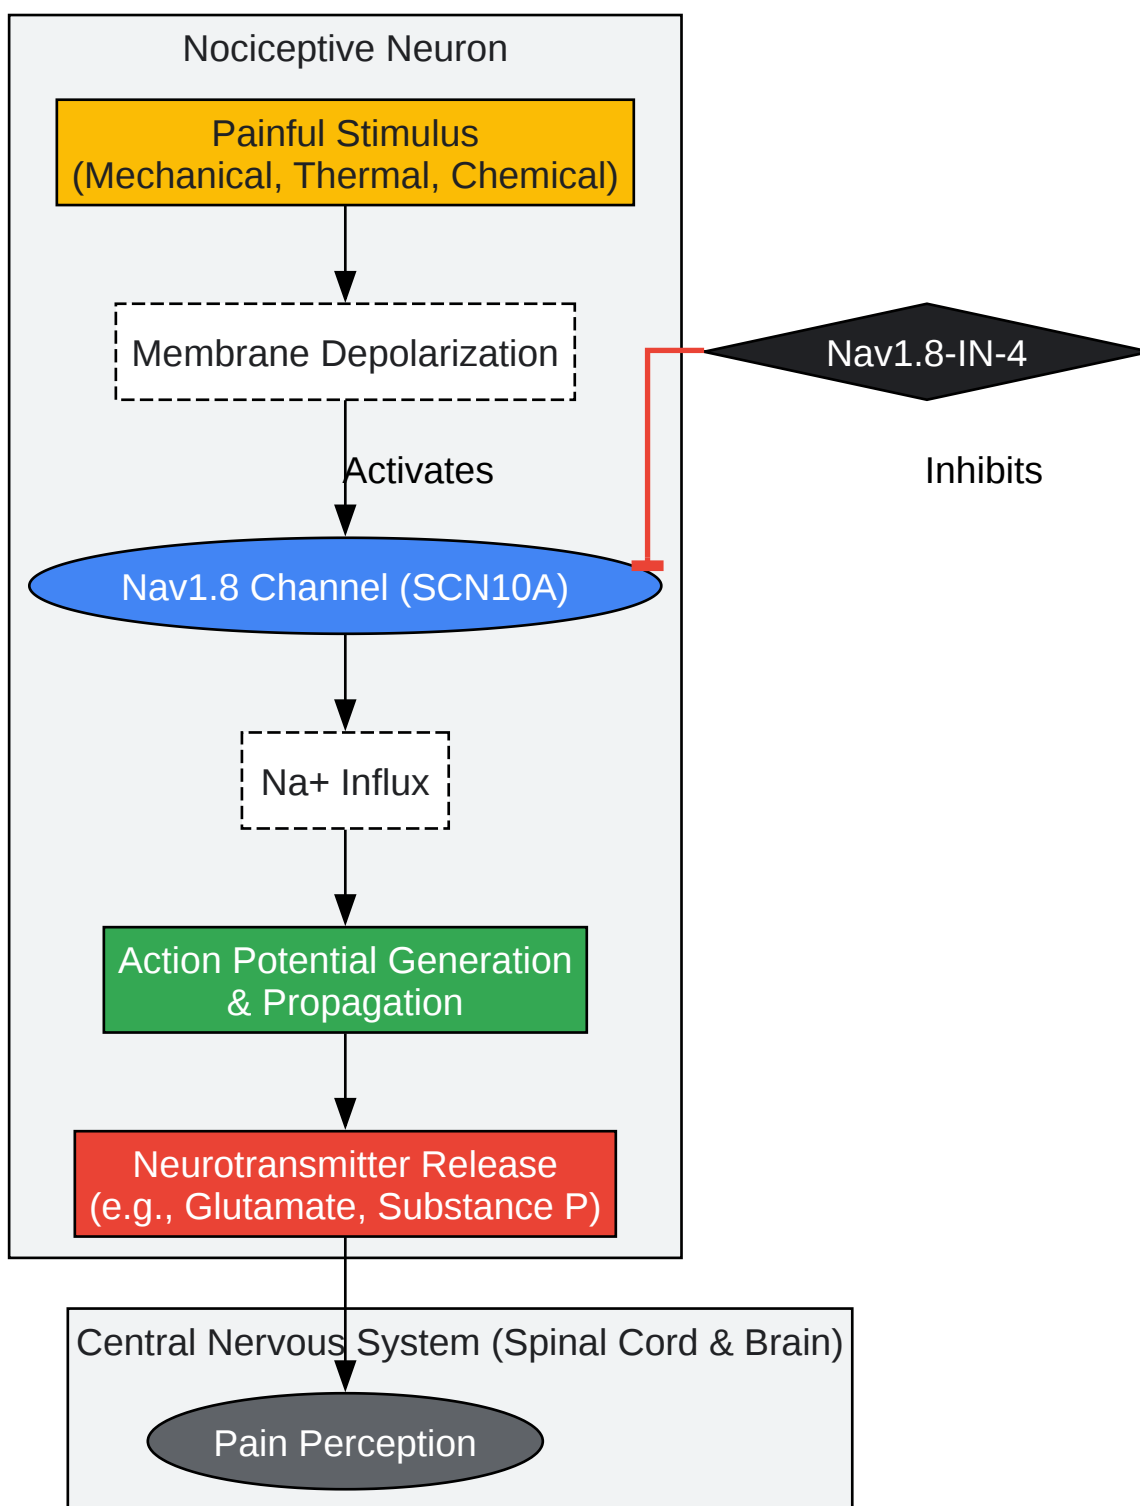 Nociceptive Neuron
Painful Stimulus
(Mechanical, Thermal, Chemical)
Membrane Depolarization
Nav1.8-IN-4
Activates
Inhibits
Nav1.8 Channel (SCN10A)
Na+ Influx
Action Potential Generation
& Propagation
Neurotransmitter Release
(e.g., Glutamate, Substance P)
Central Nervous System (Spinal Cord & Brain)
Pain Perception